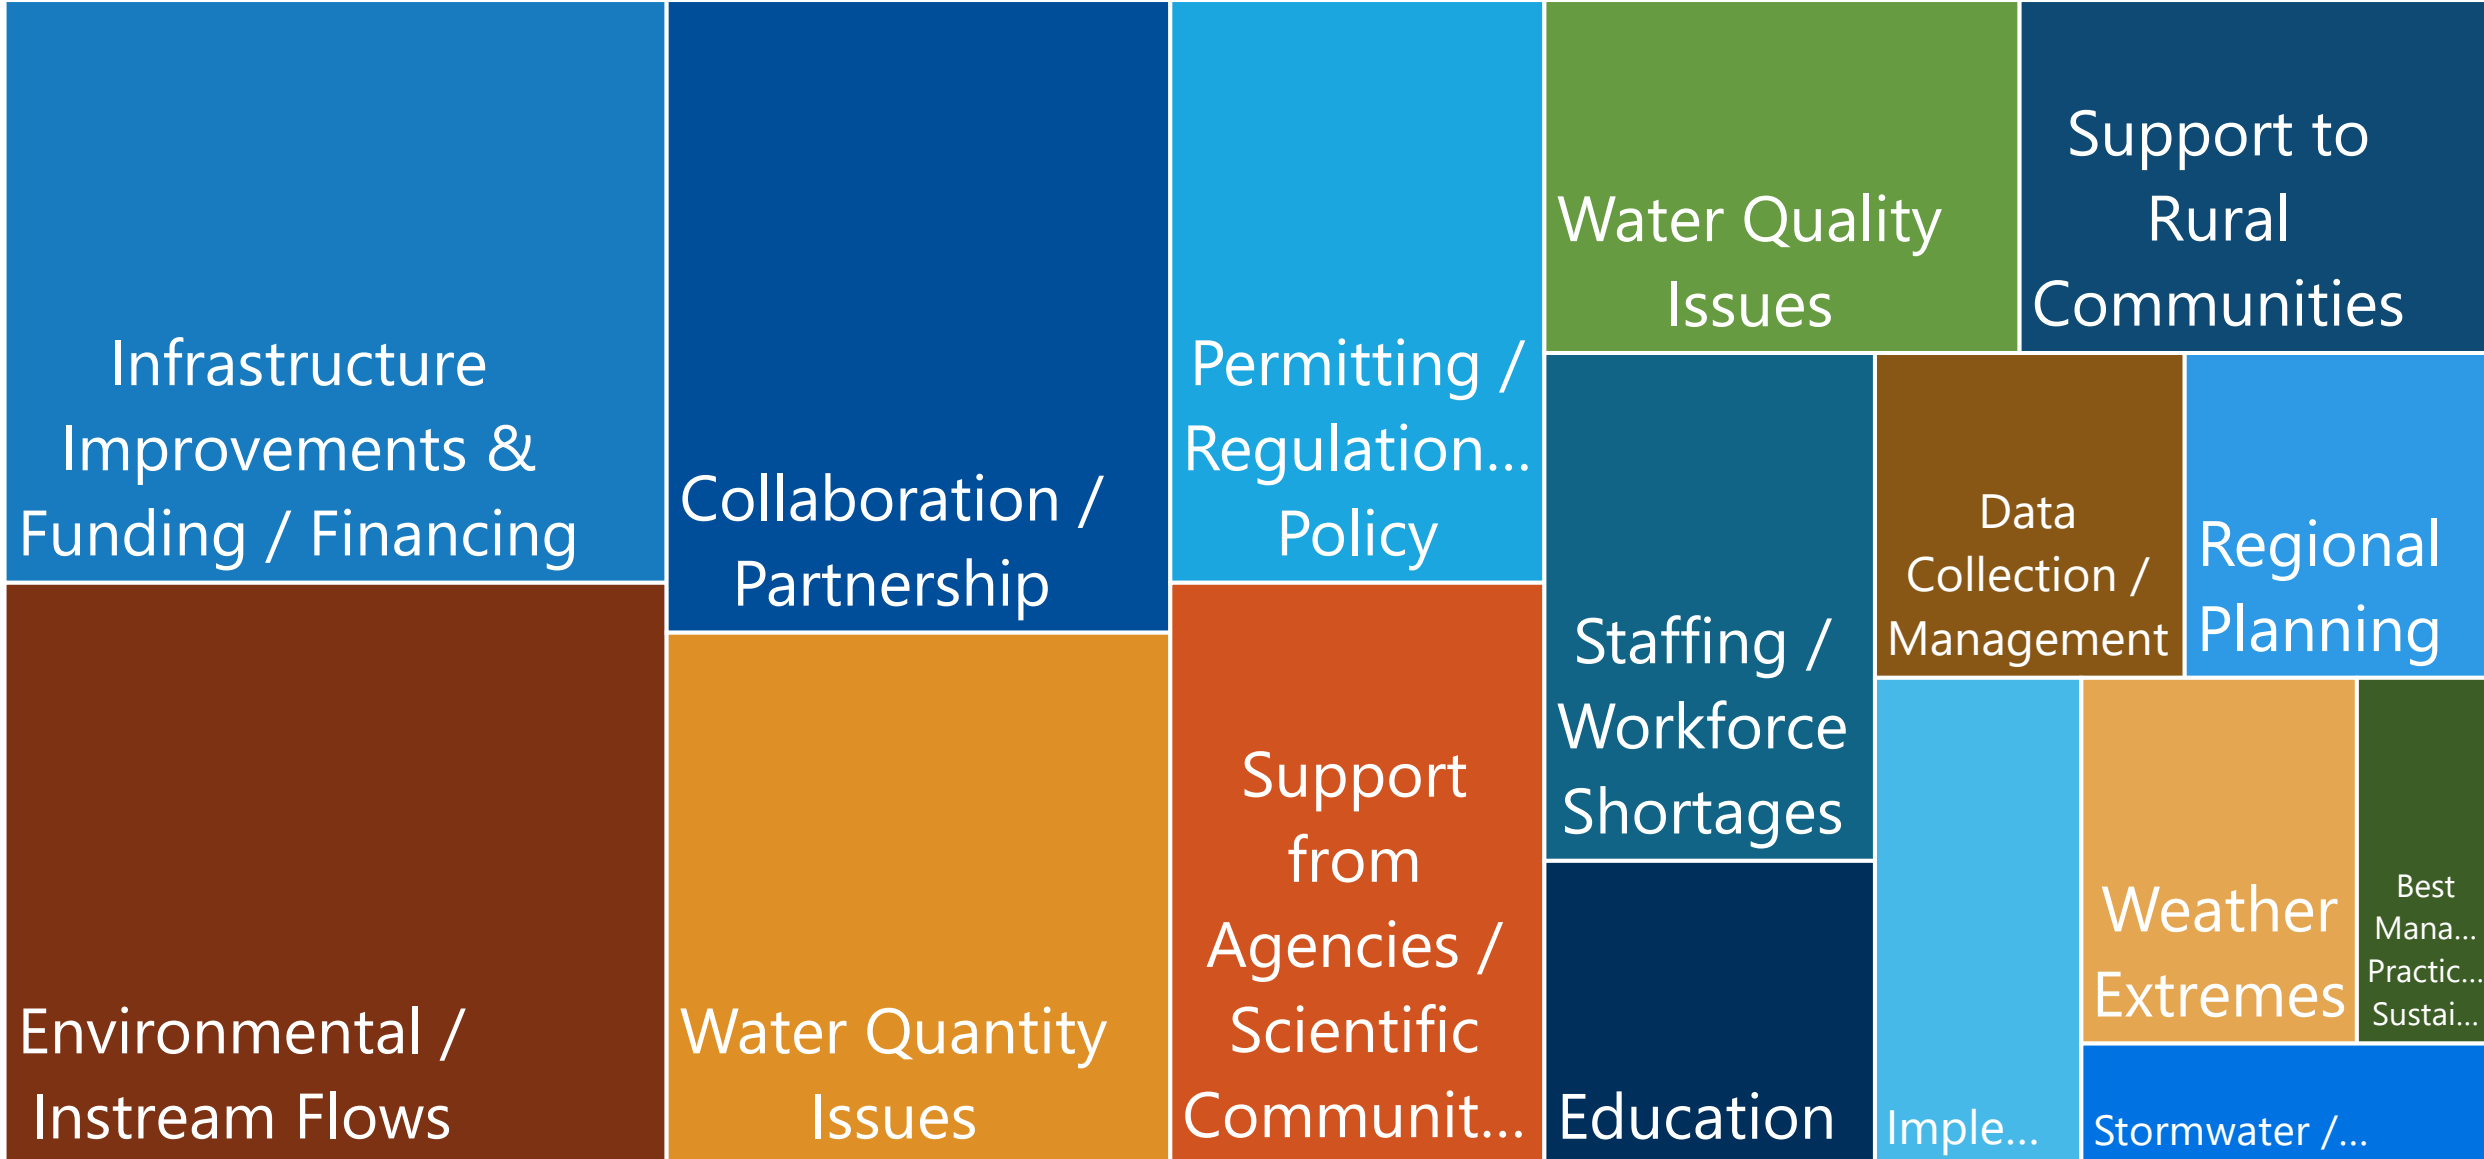 Infrastructure
Improvements &
Funding / Financing
Environmental /
Instream Flows
Collaboration /
Partnership
Water Quantity
Issues
Permitting /
Regulation...
Policy
Support
from
Agencies /
Scientific
Communit...
Water Quality
Issues
Support to
Rural
Communities
Staffing /
Workforce
Shortages
Education
Data
Collection /
Management
Regional
Planning
Imple...
Weather
Extremes
Best
Mana...
Practic...
Sustai...
Stormwater /...